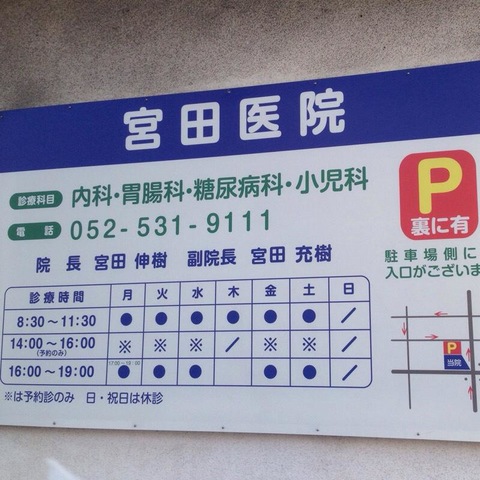 宮田医院
診療科目 内科・胃腸科・糖尿病科・小児科
電話 052-531-9111
院長 宮田 伸樹 副院長 宮田 充樹
診療時間 月 火 水 木 金 土 日
8:30～11:30 ● ● ● ● ● ● ／
14:00～16:00 ※ ※ ※ ／ ※ ※ ／
(予約のみ)
17:00～19:00
16:00～19:00 ● ● ● ● ● ／
※は予約診のみ 日・祝日は休診
P
裏に有
駐車場側に
入口がございま
P
当院